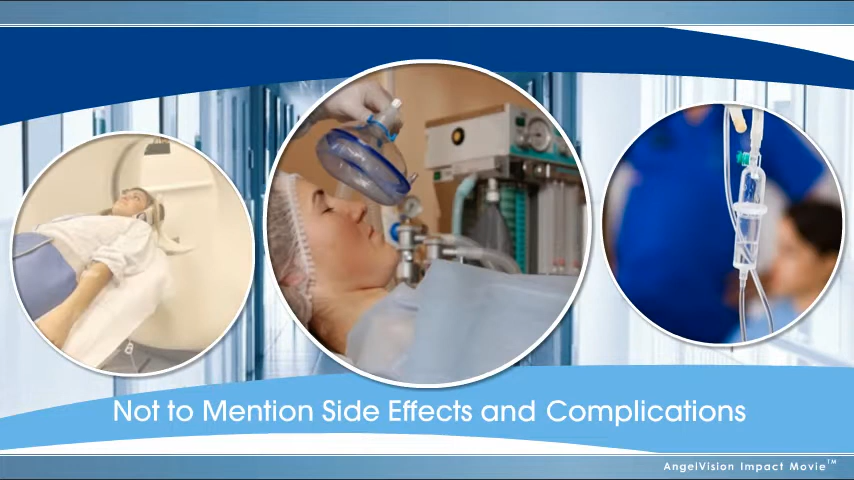 Not to Mention Side Effects and Complications
AngelVision Impact Movie™